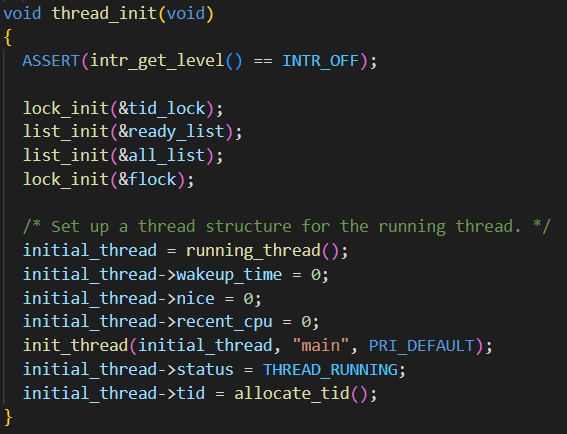 void thread_init(void)
{
  ASSERT(intr_get_level() == INTR_OFF);

  lock_init(&tid_lock);
  list_init(&ready_list);
  list_init(&all_list);
  lock_init(&flock);

  /* Set up a thread structure for the running thread. */
  initial_thread = running_thread();
  initial_thread->wakeup_time = 0;
  initial_thread->nice = 0;
  initial_thread->recent_cpu = 0;
  init_thread(initial_thread, "main", PRI_DEFAULT);
  initial_thread->status = THREAD_RUNNING;
  initial_thread->tid = allocate_tid();
}